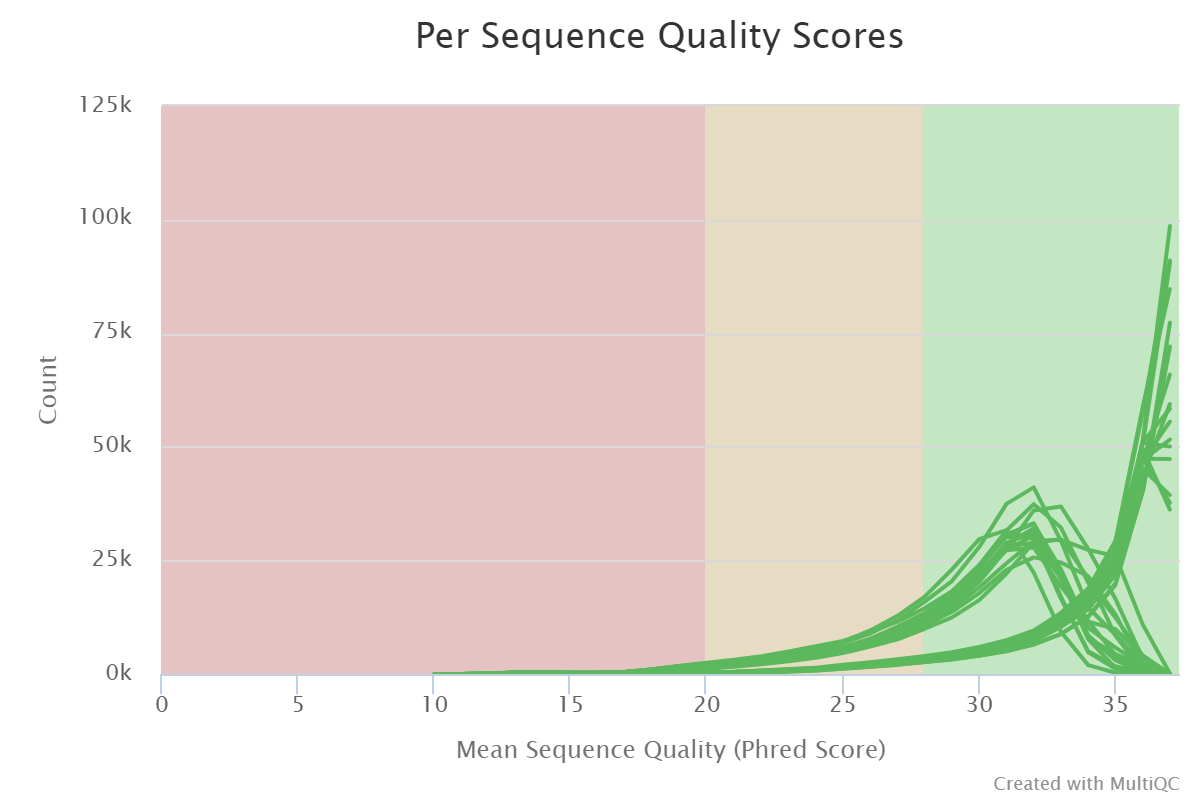 Per Sequence Quality Scores
125k
100k
75k
50k
25k
0k
Count
0
5
10
15
20
25
30
35
Mean Sequence Quality (Phred Score)
Created with MultiQC